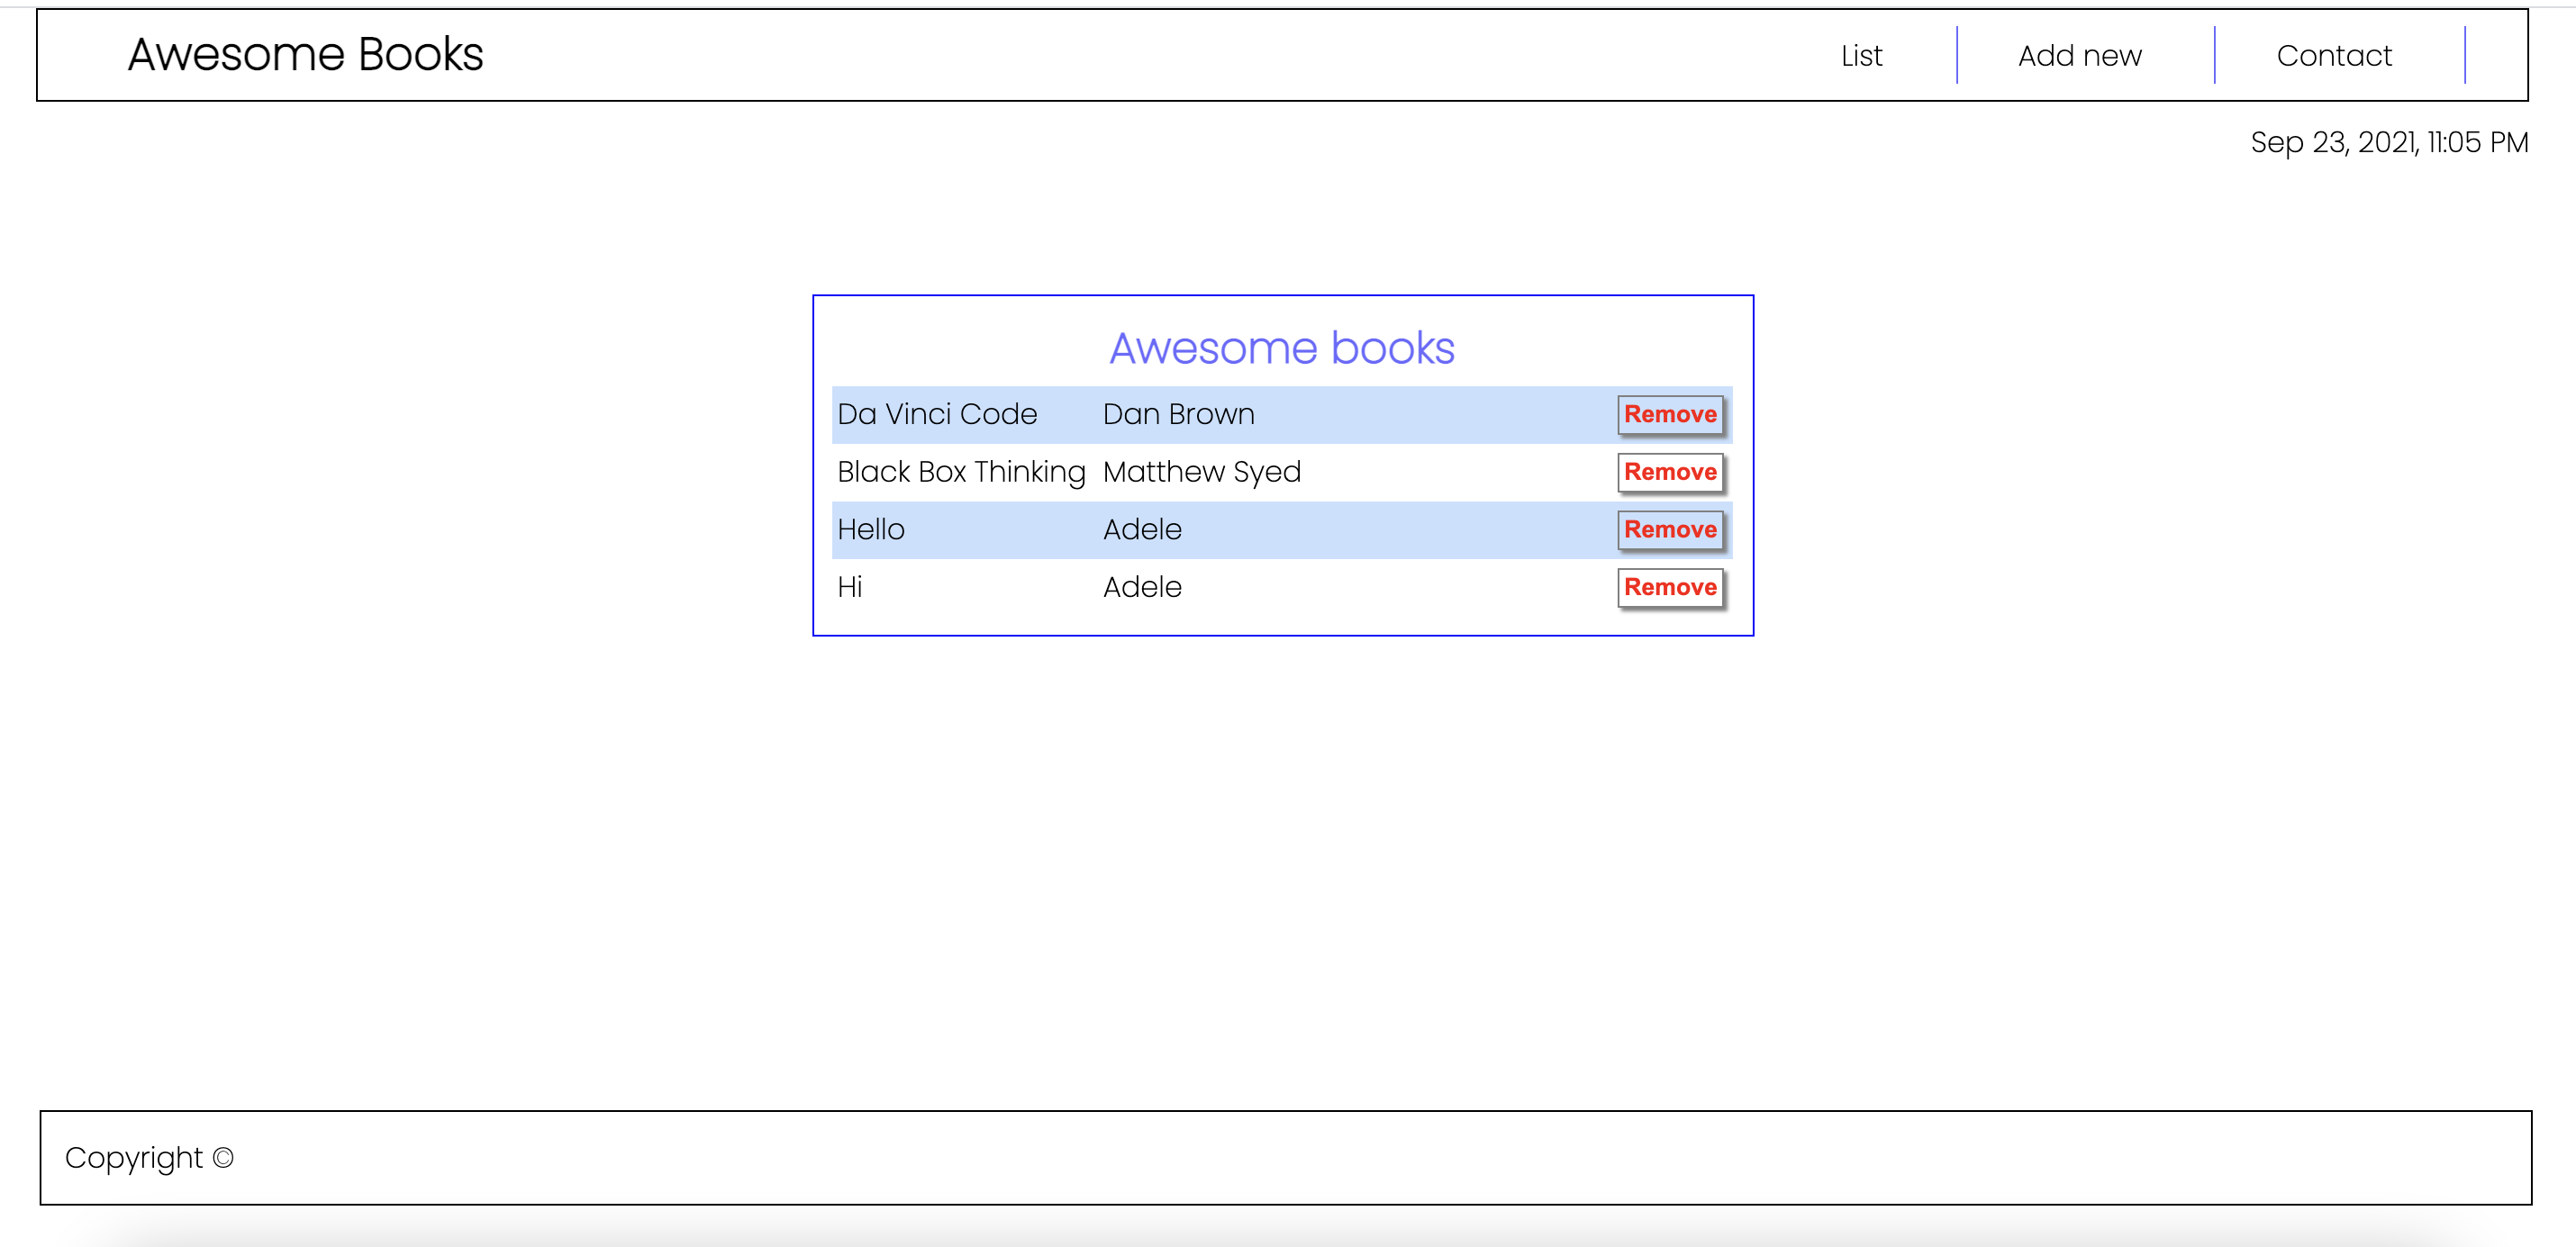 Awesome Books List Add new Contact
Sep 23, 2021, 11:05 PM
Awesome books
Da Vinci Code Dan Brown Remove
Black Box Thinking Matthew Syed Remove
Hello Adele Remove
Hi Adele Remove
Copyright ©